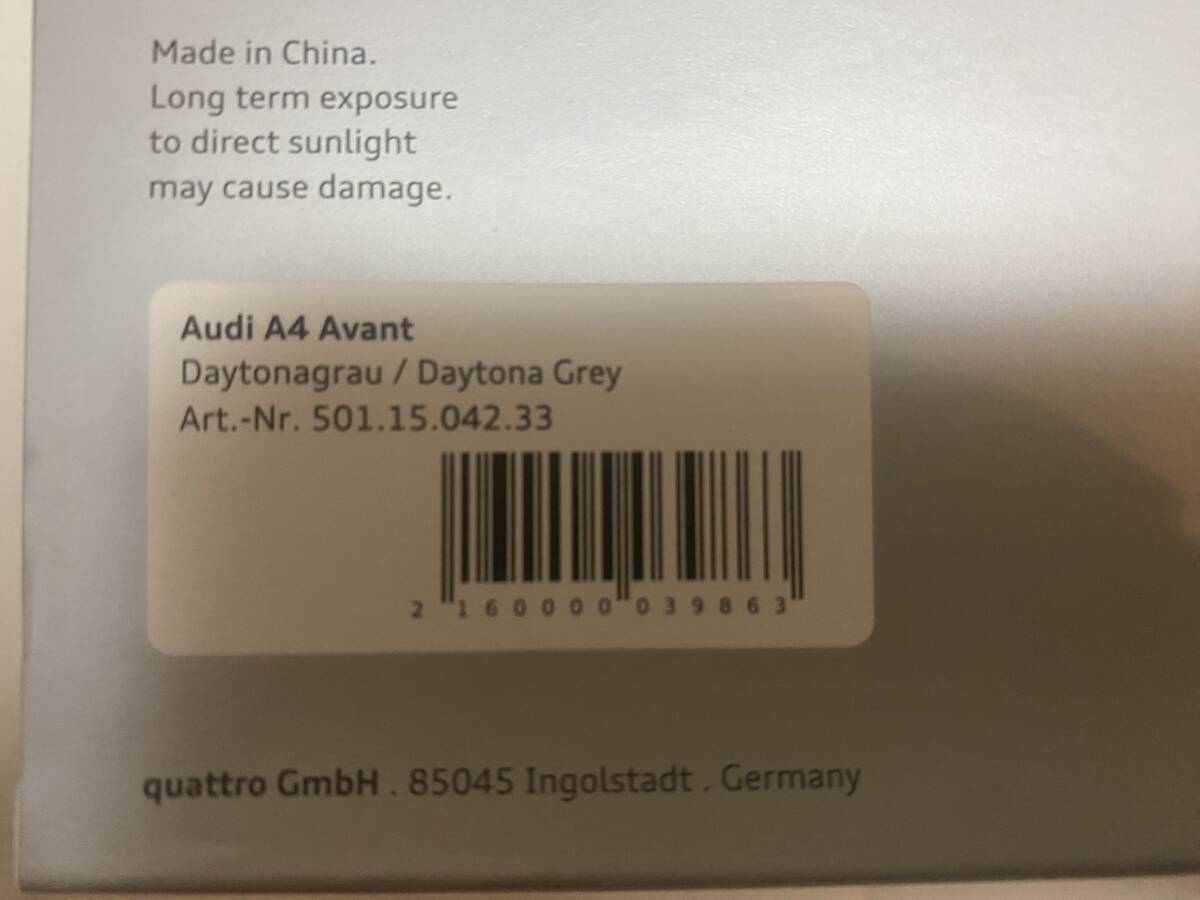 Made in China.
Long term exposure
to direct sunlight
may cause damage.
Audi A4 Avant
Daytonagrau / Daytona Grey
Art.-Nr. 501.15.042.33
2 160000 039863
quattro GmbH . 85045 Ingolstadt . Germany